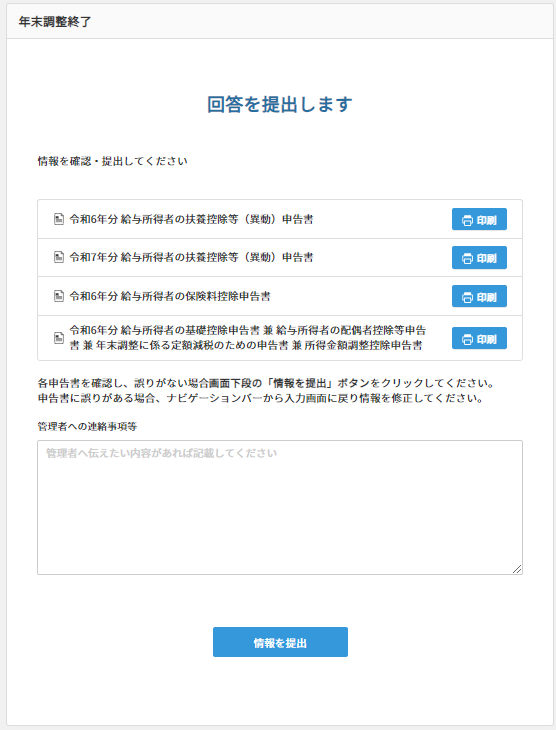 年末調整終了
回答を提出します
情報を確認・提出してください
令和6年分 給与所得者の扶養控除等（異動）申告書
印刷
令和7年分 給与所得者の扶養控除等（異動）申告書
印刷
令和6年分 給与所得者の保険料控除申告書
印刷
令和6年分 給与所得者の基礎控除申告書 兼 給与所得者の配偶者控除等申告
書 兼 年末調整に係る定額減税のための申告書 兼 所得金額調整控除申告書
印刷
各申告書を確認し、誤りがない場合画面下段の「情報を提出」ボタンをクリックしてください。
申告書に誤りがある場合、ナビゲーションバーから入力画面に戻り情報を修正してください。
管理者への連絡事項等
管理者へ伝えたい内容があれば記載してください
情報を提出